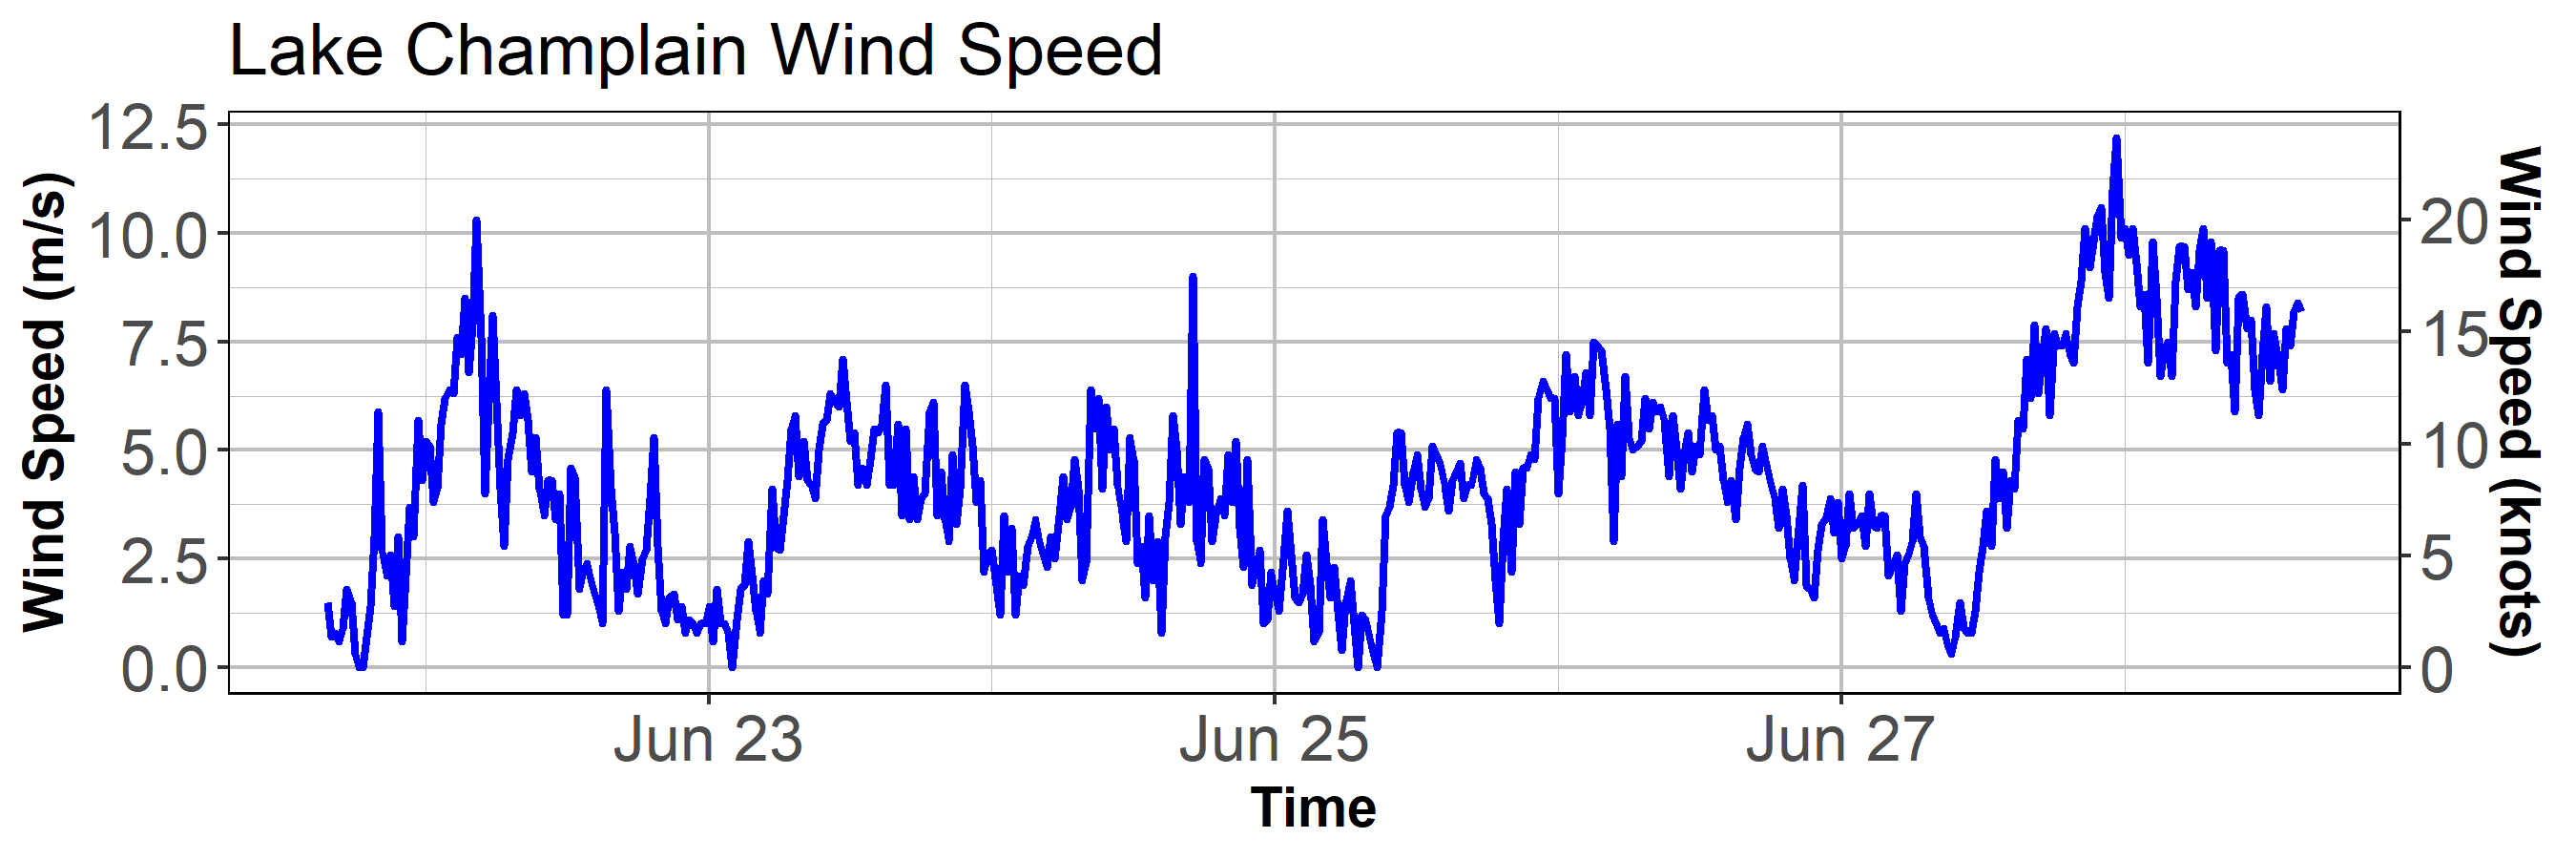 Lake Champlain Wind Speed
Wind Speed (m/s)
12.5
10.0
7.5
5.0
2.5
0.0
20
15
10
5
0
Wind Speed (knots)
Jun 23 Jun 25 Jun 27
Time